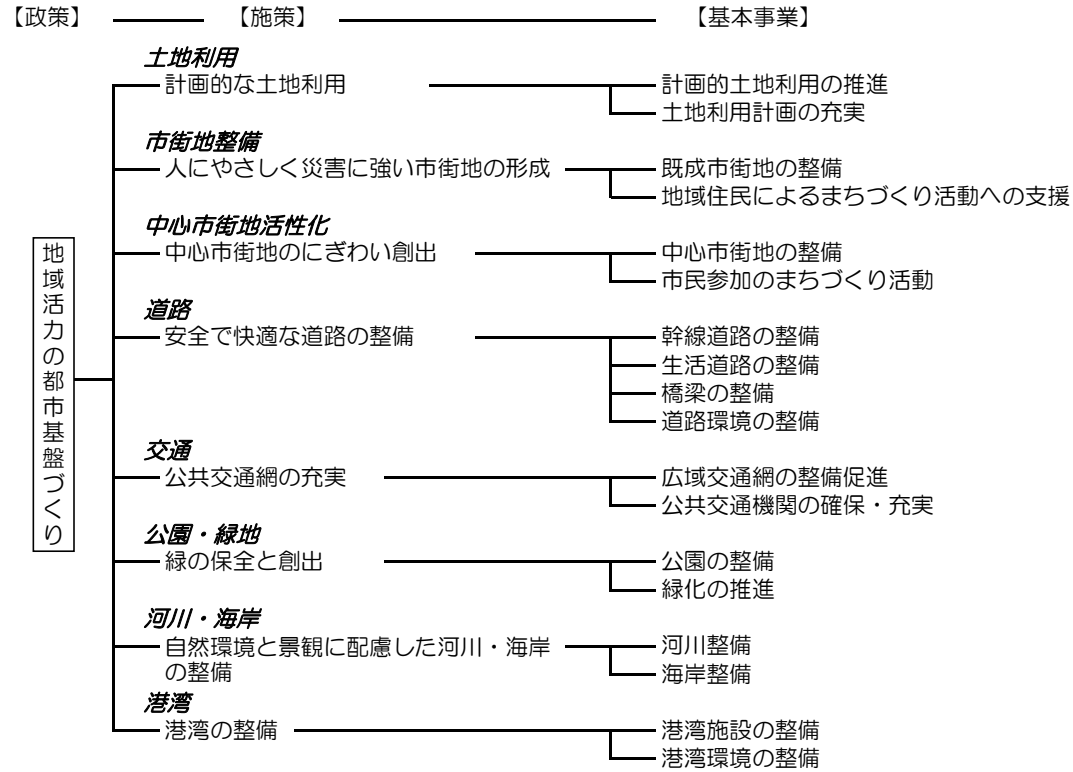 【政策】 【施策】 【基本事業】
土地利用
計画的な土地利用 計画的土地利用の推進
土地利用計画の充実
市街地整備
人にやさしく災害に強い市街地の形成 既成市街地の整備
地域住民によるまちづくり活動への支援
中心市街地活性化
中心市街地のにぎわい創出 中心市街地の整備
市民参加のまちづくり活動
地域活力の都市基盤づくり
道路
安全で快適な道路の整備 幹線道路の整備
生活道路の整備
橋梁の整備
道路環境の整備
交通
公共交通網の充実 広域交通網の整備促進
公共交通機関の確保・充実
公園・緑地
緑の保全と創出 公園の整備
緑化の推進
河川・海岸
自然環境と景観に配慮した河川・海岸 河川整備
の整備 海岸整備
港湾
港湾の整備 港湾施設の整備
港湾環境の整備